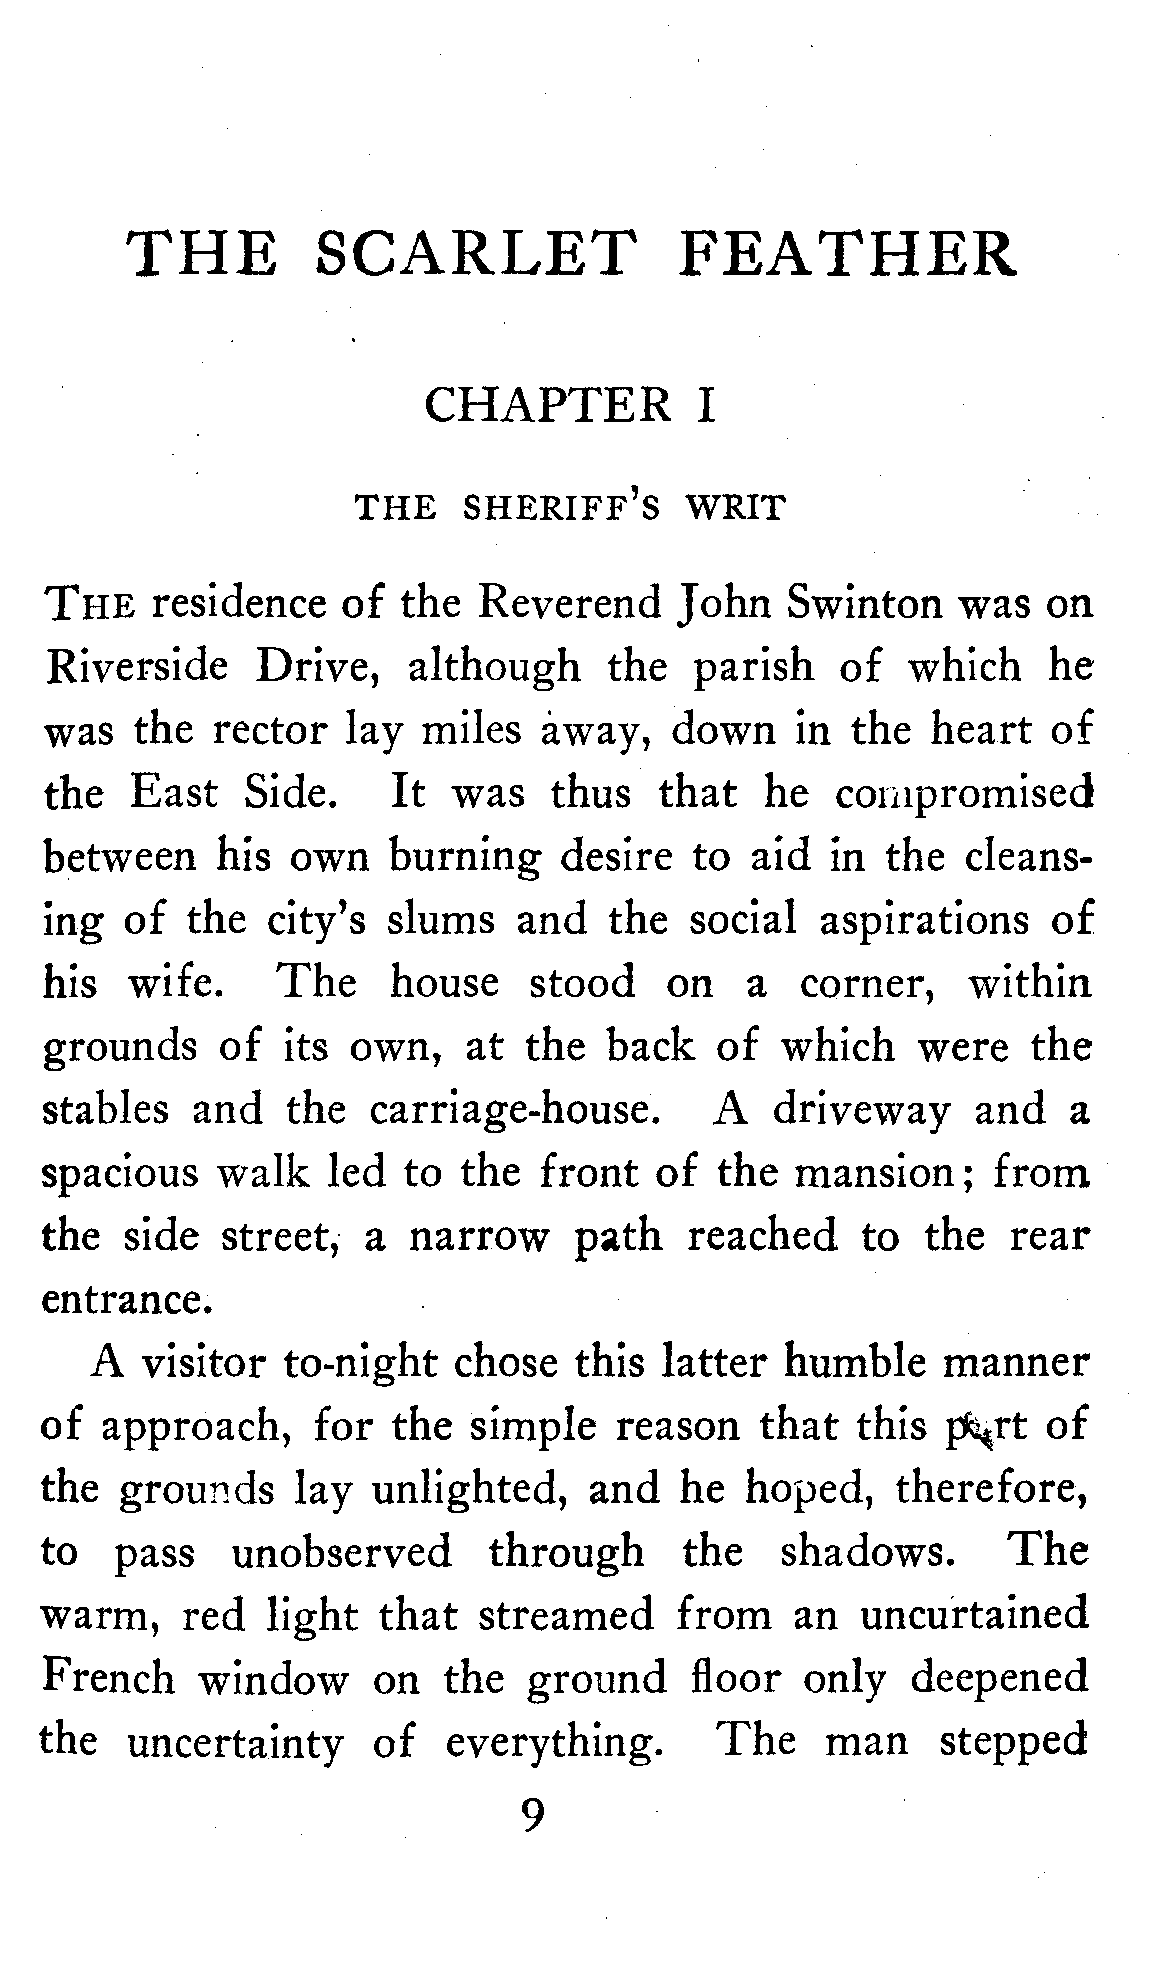 THE SCARLET FEATHER
CHAPTER I
THE SHERIFF'S WRIT
THE residence of the Reverend John Swinton was on
Riverside Drive, although the parish of which he
was the rector lay miles away, down in the heart of
the East Side. It was thus that he compromised
between his own burning desire to aid in the cleans-
ing of the city's slums and the social aspirations of
his wife. The house stood on a corner, within
grounds of its own, at the back of which were the
stables and the carriage-house. A driveway and a
spacious walk led to the front of the mansion; from
the side street, a narrow path reached to the rear
entrance.
A visitor to-night chose this latter humble manner
of approach, for the simple reason that this part of
the grounds lay unlighted, and he hoped, therefore,
to pass unobserved through the shadows. The
warm, red light that streamed from an uncurtained
French window on the ground floor only deepened
the uncertainty of everything. The man stepped
9